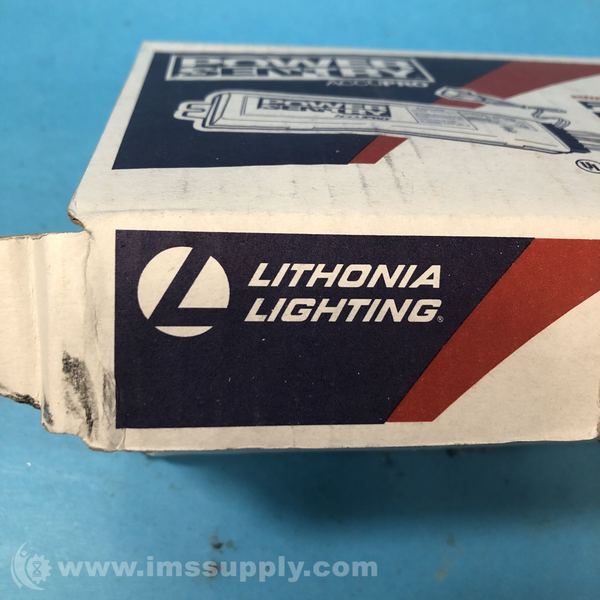 POWER
SENTRY
ACCUPRO
POWER
SENTRY
LITHONIA
LIGHTING®
www.imssupply.com